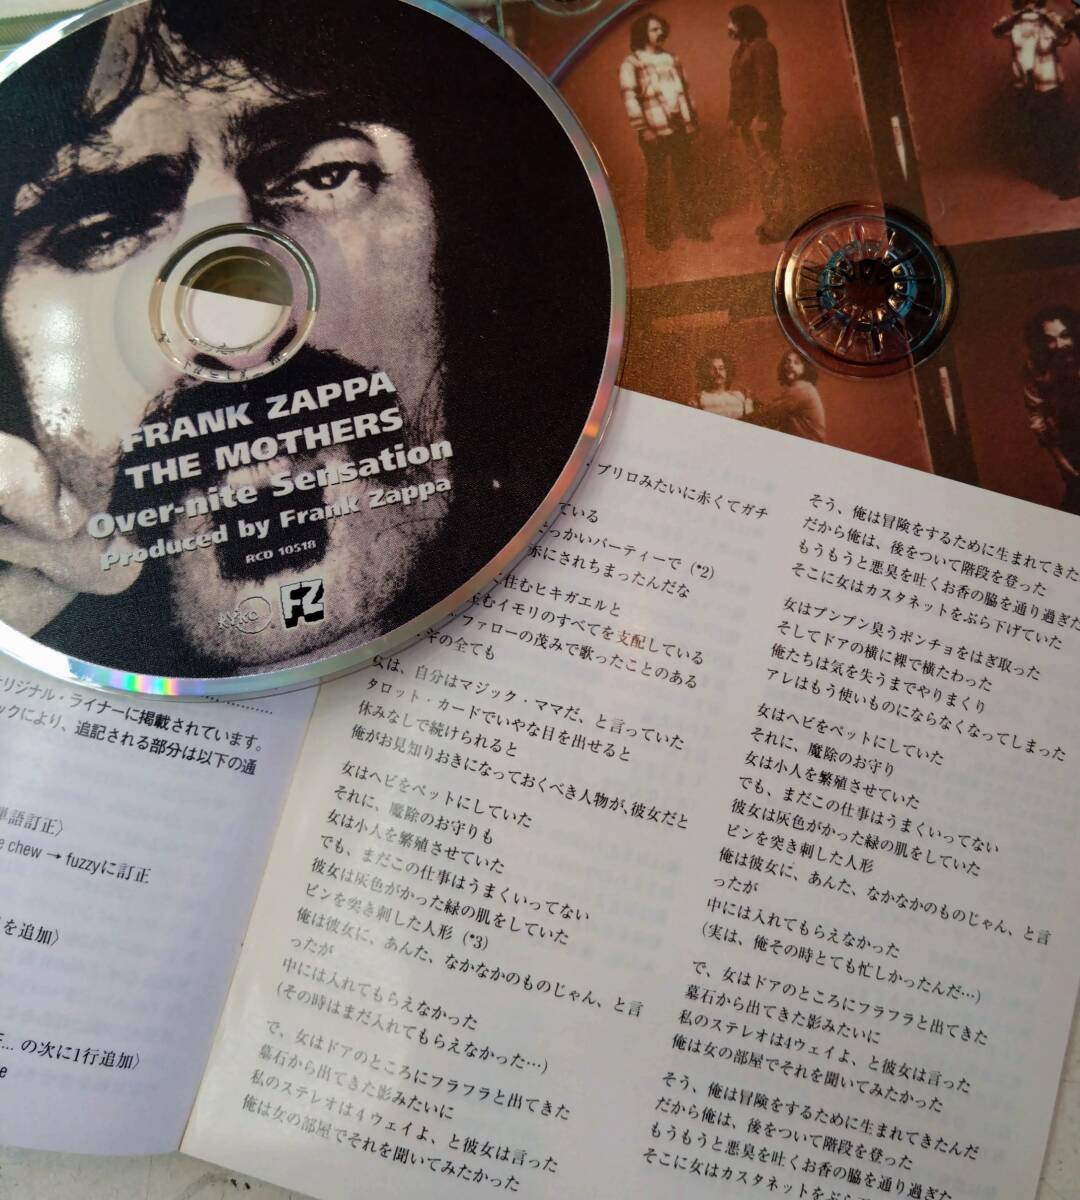 FRANK ZAPPA
THE MOTHERS
Over-nite Sensation
Produced by Frank Zappa
RCD 10518
RYKO
FZ
リジナル・ライナーに掲載されています。
ックにより、追記される部分は以下の通
単語訂正〉
e chew → fuzzyに訂正
を追加〉
... の次に1行追加〉
e
・ブリロみたいに赤くてガチ
ている
っかいパーティーで (*2)
赤にされちまったんだな
住むヒキガエルと
むイモリのすべてを支配している
ファローの茂みで歌ったことのある
ギの全ても
女は、自分はマジック・ママだ、と言っていた
タロット・カードでいやな目を出せると
休みなしで続けられると
俺がお見知りおきになっておくべき人物が、彼女だと
女はヘビをペットにしていた
それに、魔除のお守りも
女は小人を繁殖させていた
でも、まだこの仕事はうまくいってない
彼女は灰色がかった緑の肌をしていた
ピンを突き刺した人形 (*3)
俺は彼女に、あんた、なかなかのものじゃん、と言
ったが
中には入れてもらえなかった
(その時はまだ入れてもらえなかった…)
で、女はドアのところにフラフラと出てきた
墓石から出てきた影みたいに
私のステレオは4ウェイよ、と彼女は言った
俺は女の部屋でそれを聞いてみたかった
そう、俺は冒険をするために生まれてきた
だから俺は、後をついて階段を登った
もうもうと悪臭を吐くお香の脇を通り過ぎた
そこに女はカスタネットをぶら下げていた
女はプンプン臭うポンチョをはぎ取った
そしてドアの横に裸で横たわった
俺たちは気を失うまでやりまくり
アレはもう使いものにならなくなってしまった
女はヘビをペットにしていた
それに、魔除のお守り
女は小人を繁殖させていた
でも、まだこの仕事はうまくいってない
彼女は灰色がかった緑の肌をしていた
ピンを突き刺した人形
俺は彼女に、あんた、なかなかのものじゃん、と言
ったが
中には入れてもらえなかった
(実は、俺その時とても忙しかったんだ…)
で、女はドアのところにフラフラと出てきた
墓石から出てきた影みたいに
私のステレオは4ウェイよ、と彼女は言った
俺は女の部屋でそれを聞いてみたかった
そう、俺は冒険をするために生まれてきたんだ
だから俺は、後をついて階段を登った
もうもうと悪臭を吐くお香の脇を通り過ぎた
そこに女はカスタネットをぶら下げ